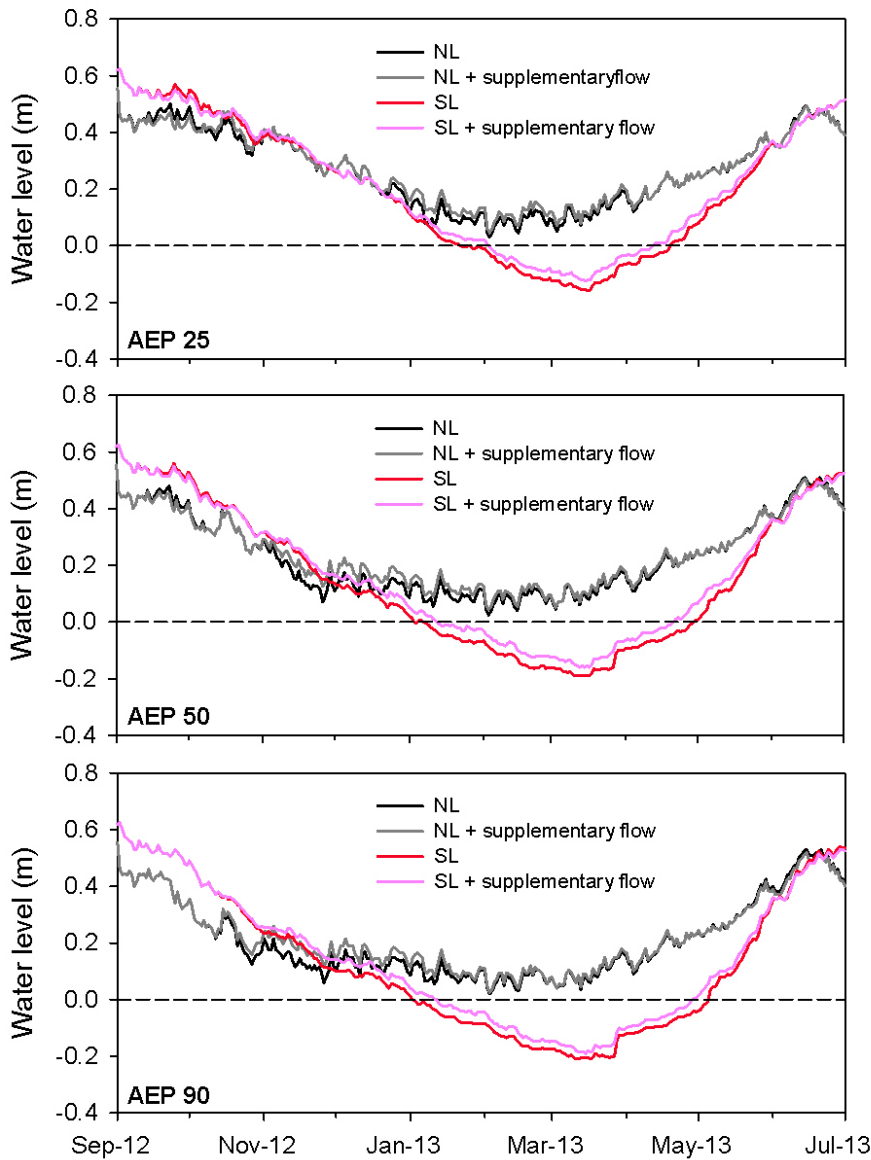 0.8
NL
NL + supplementaryflow
SL
SL + supplementary flow
0.6
0.4
0.2
0.0
-0.2
-0.4
Water level (m)
AEP 25
0.8
NL
NL + supplementary flow
SL
SL + supplementary flow
0.6
0.4
0.2
0.0
-0.2
-0.4
Water level (m)
AEP 50
0.8
NL
NL + supplementary flow
SL
SL + supplementary flow
0.6
0.4
0.2
0.0
-0.2
-0.4
Water level (m)
AEP 90
Sep-12 Nov-12 Jan-13 Mar-13 May-13 Jul-13